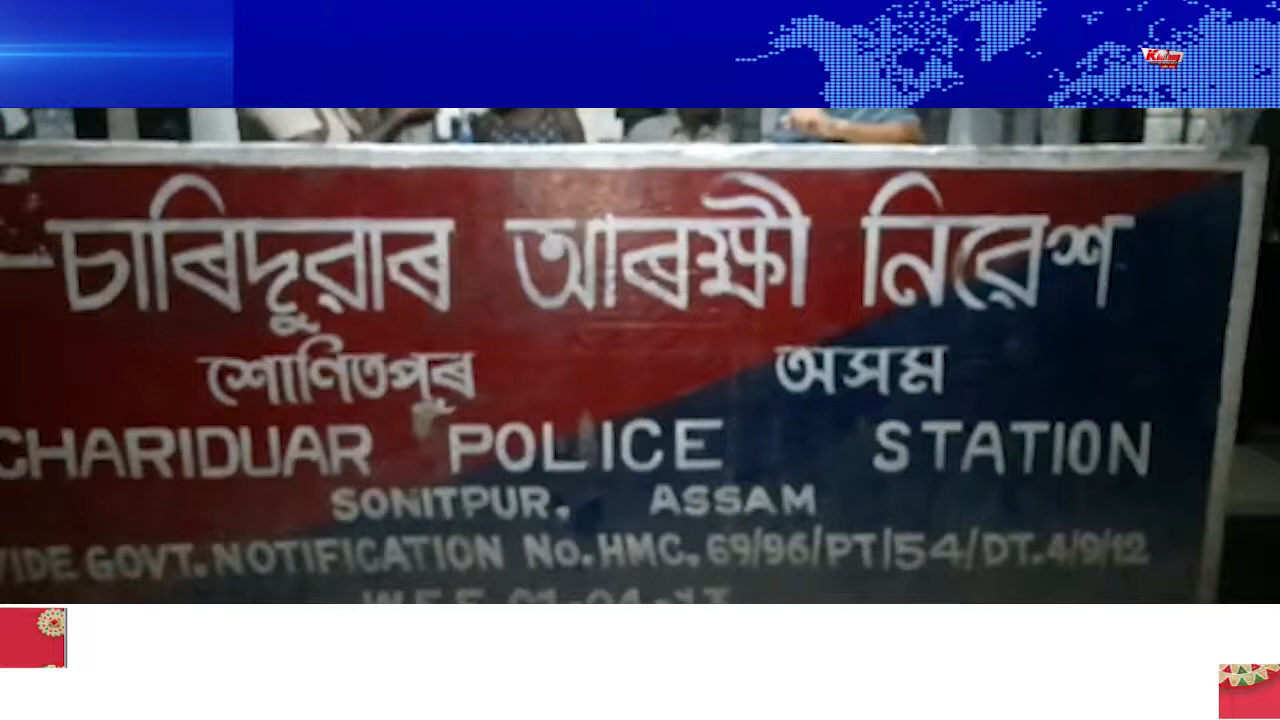 চাৰিদুৱাৰ আৰক্ষী নিৱেশ
শোণিতপুৰ অসম
CHARIDUAR POLICE STATION
SONITPUR. ASSAM
VIDE GOVT. NOTIFICATION No. HMC. 69/96/PT/54/DT. 4/9/12
W.E.F.